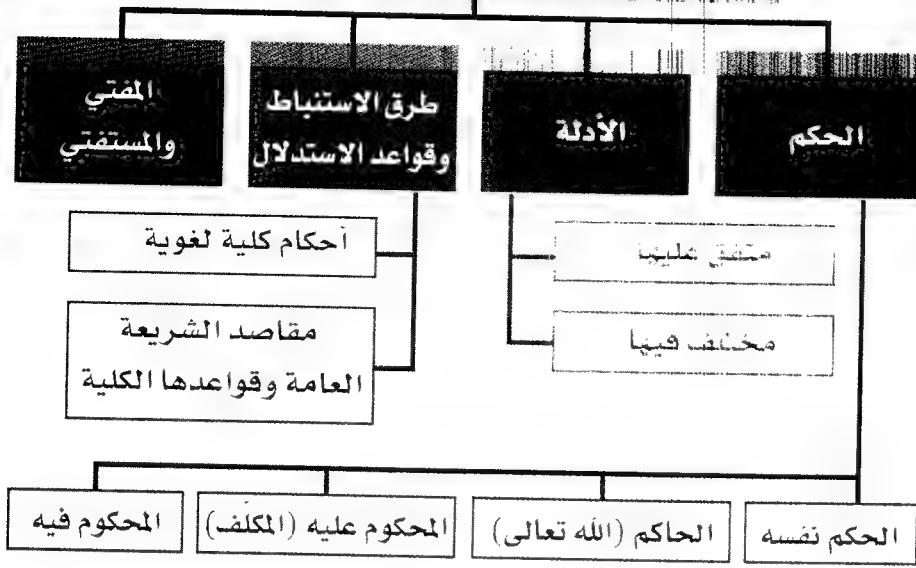 الحكم
الأدلة
طرق الاستنباط
وقواعد الاستدلال
المفتي
والمستفتي
متفق عليها
مختلف فيها
أحكام كلية لغوية
مقاصد الشريعة
العامة وقواعدها الكلية
الحكم نفسه
الحاكم (الله تعالى)
المحكوم عليه (المكلّف)
المحكوم فيه